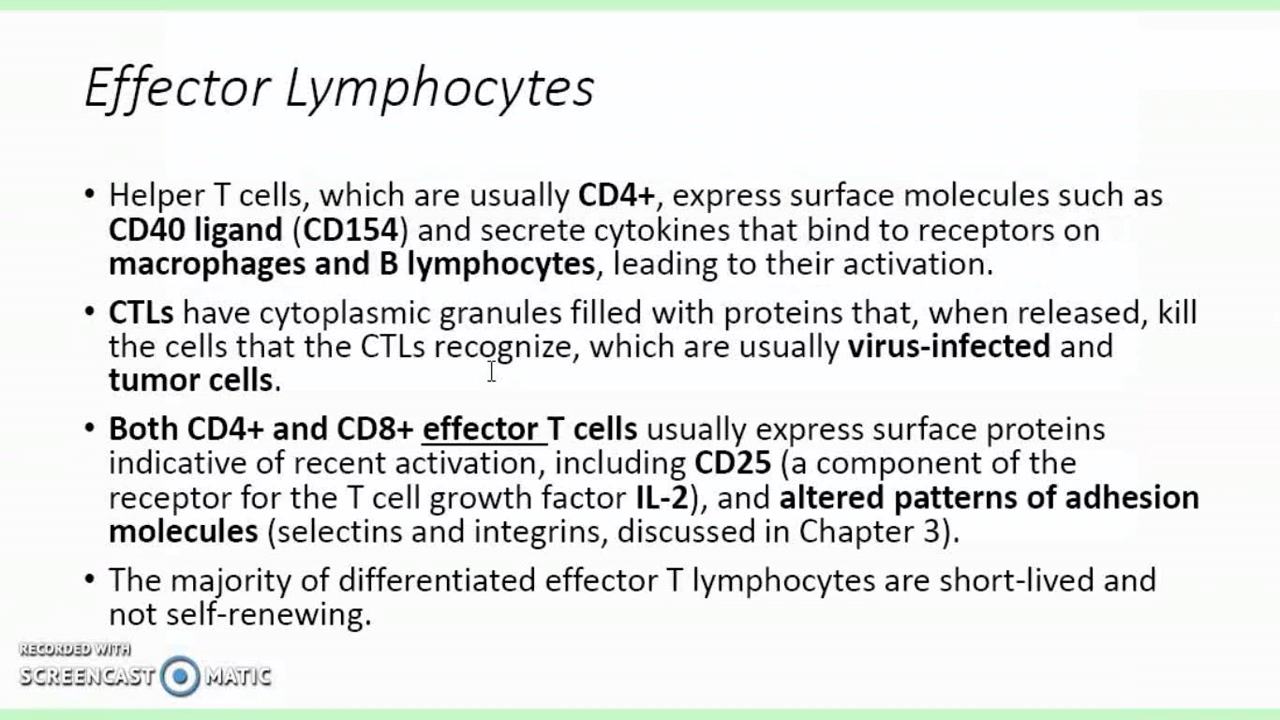 Effector Lymphocytes
• Helper T cells, which are usually CD4+, express surface molecules such as
CD40 ligand (CD154) and secrete cytokines that bind to receptors on
macrophages and B lymphocytes, leading to their activation.
• CTLs have cytoplasmic granules filled with proteins that, when released, kill
the cells that the CTLs recognize, which are usually virus-infected and
tumor cells.
• Both CD4+ and CD8+ effector T cells usually express surface proteins
indicative of recent activation, including CD25 (a component of the
receptor for the T cell growth factor IL-2), and altered patterns of adhesion
molecules (selectins and integrins, discussed in Chapter 3).
• The majority of differentiated effector T lymphocytes are short-lived and
not self-renewing.
RECORDED WITH
SCREENCAST MATIC